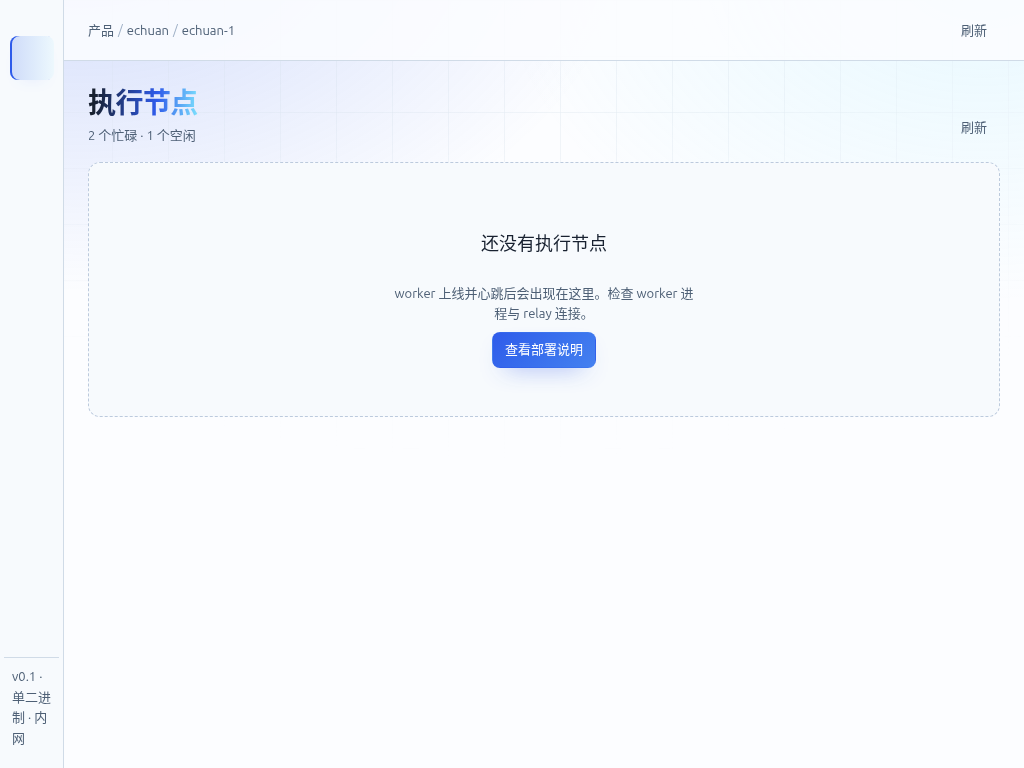 产品 / echuan / echuan-1
刷新
执行节点
2 个忙碌 · 1 个空闲
刷新
还没有执行节点
worker 上线并心跳后会出现在这里。检查 worker 进
程与 relay 连接。
查看部署说明
v0.1 ·
单二进
制 · 内
网